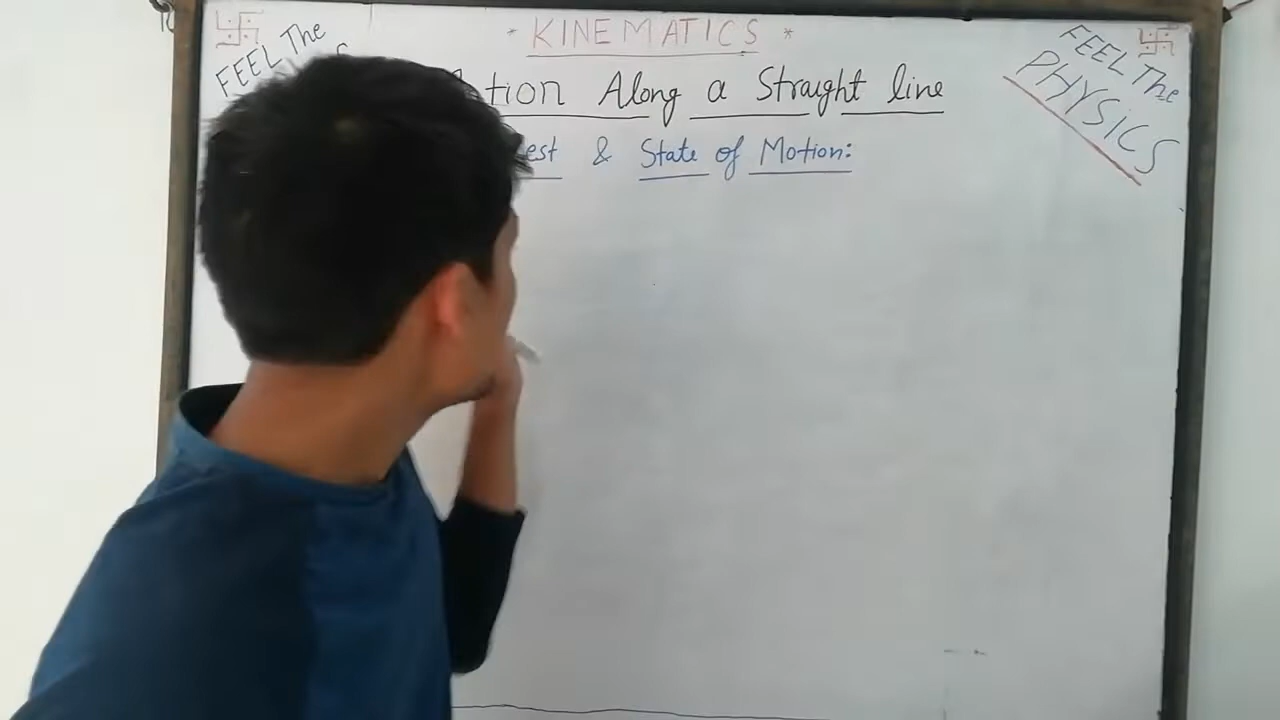 * KINEMATICS *
FEEL The
tion Along a Straight line
FEEL The
PHYSICS
est & State of Motion: